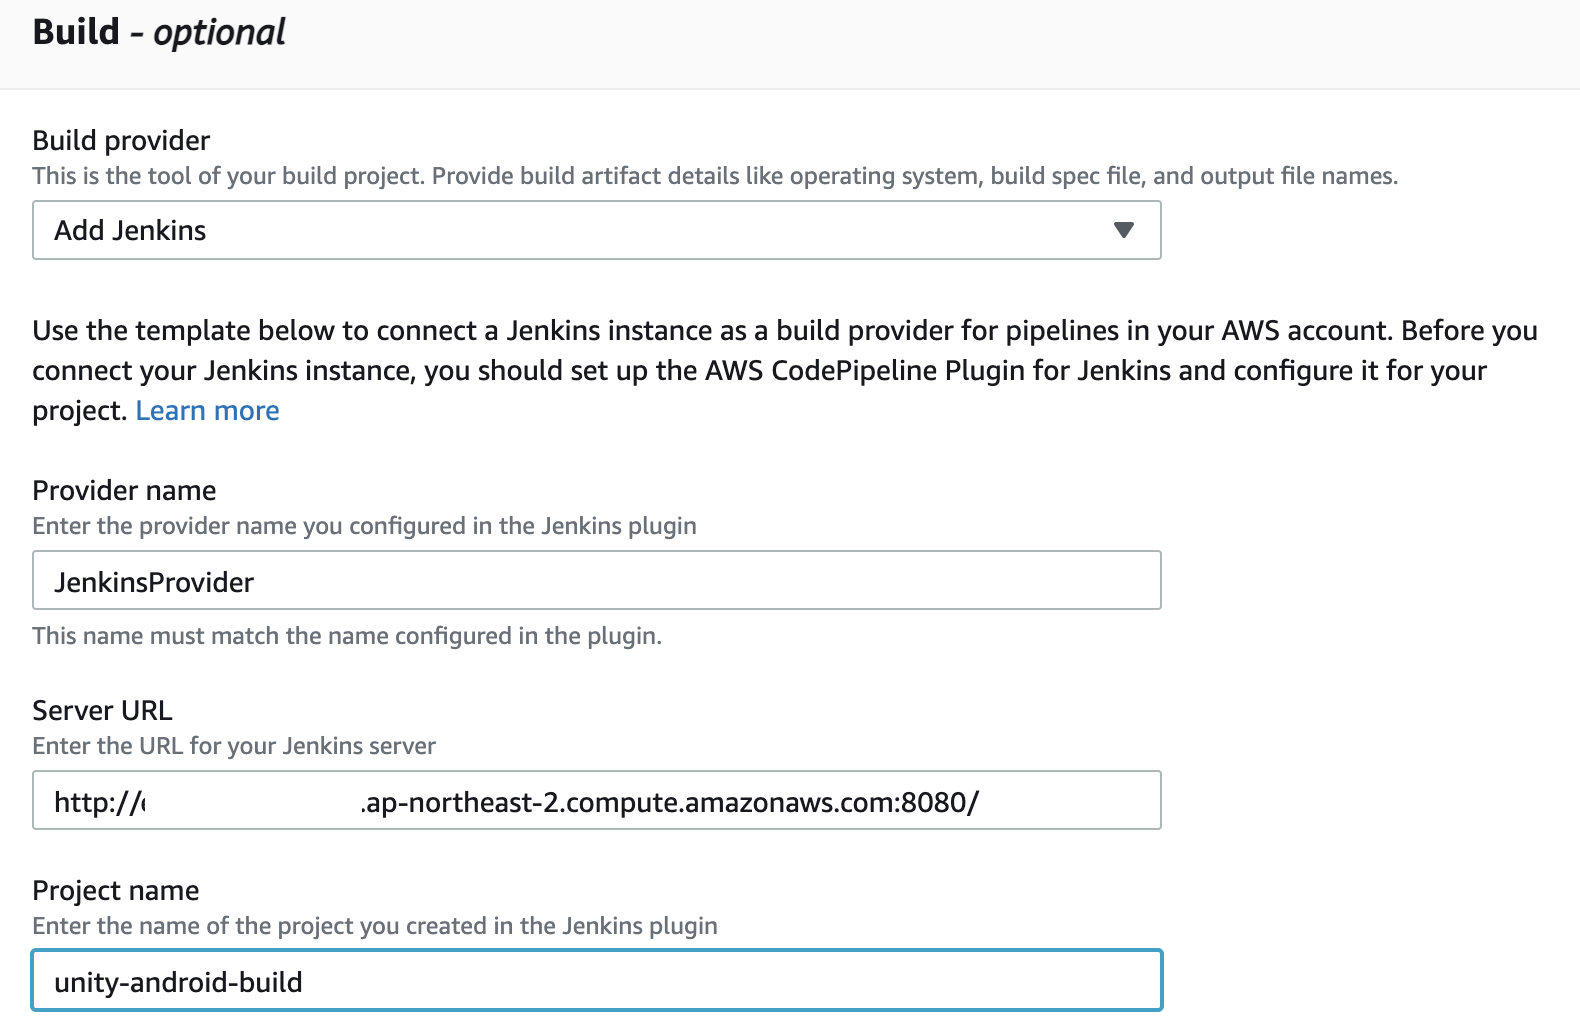 Build - optional
Build provider
This is the tool of your build project. Provide build artifact details like operating system, build spec file, and output file names.
Add Jenkins
Use the template below to connect a Jenkins instance as a build provider for pipelines in your AWS account. Before you
connect your Jenkins instance, you should set up the AWS CodePipeline Plugin for Jenkins and configure it for your
project. Learn more
Provider name
Enter the provider name you configured in the Jenkins plugin
JenkinsProvider
This name must match the name configured in the plugin.
Server URL
Enter the URL for your Jenkins server
http:// .ap-northeast-2.compute.amazonaws.com:8080/
Project name
Enter the name of the project you created in the Jenkins plugin
unity-android-build